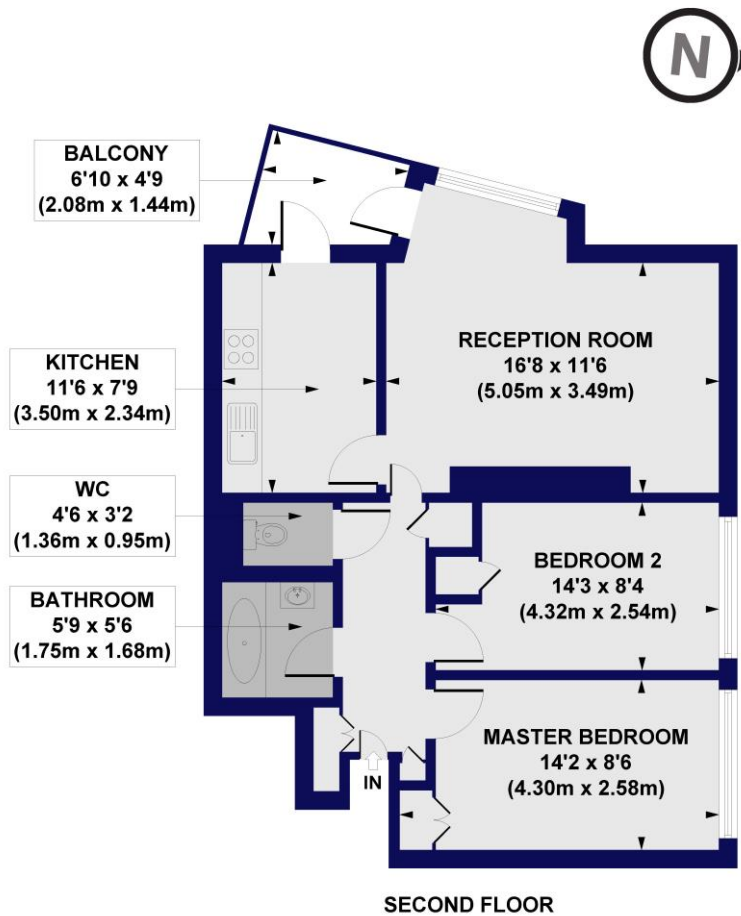 N
BALCONY
6'10 x 4'9
(2.08m x 1.44m)
KITCHEN
11'6 x 7'9
(3.50m x 2.34m)
RECEPTION ROOM
16'8 x 11'6
(5.05m x 3.49m)
WC
4'6 x 3'2
(1.36m x 0.95m)
BEDROOM 2
14'3 x 8'4
(4.32m x 2.54m)
BATHROOM
5'9 x 5'6
(1.75m x 1.68m)
MASTER BEDROOM
14'2 x 8'6
(4.30m x 2.58m)
IN
SECOND FLOOR